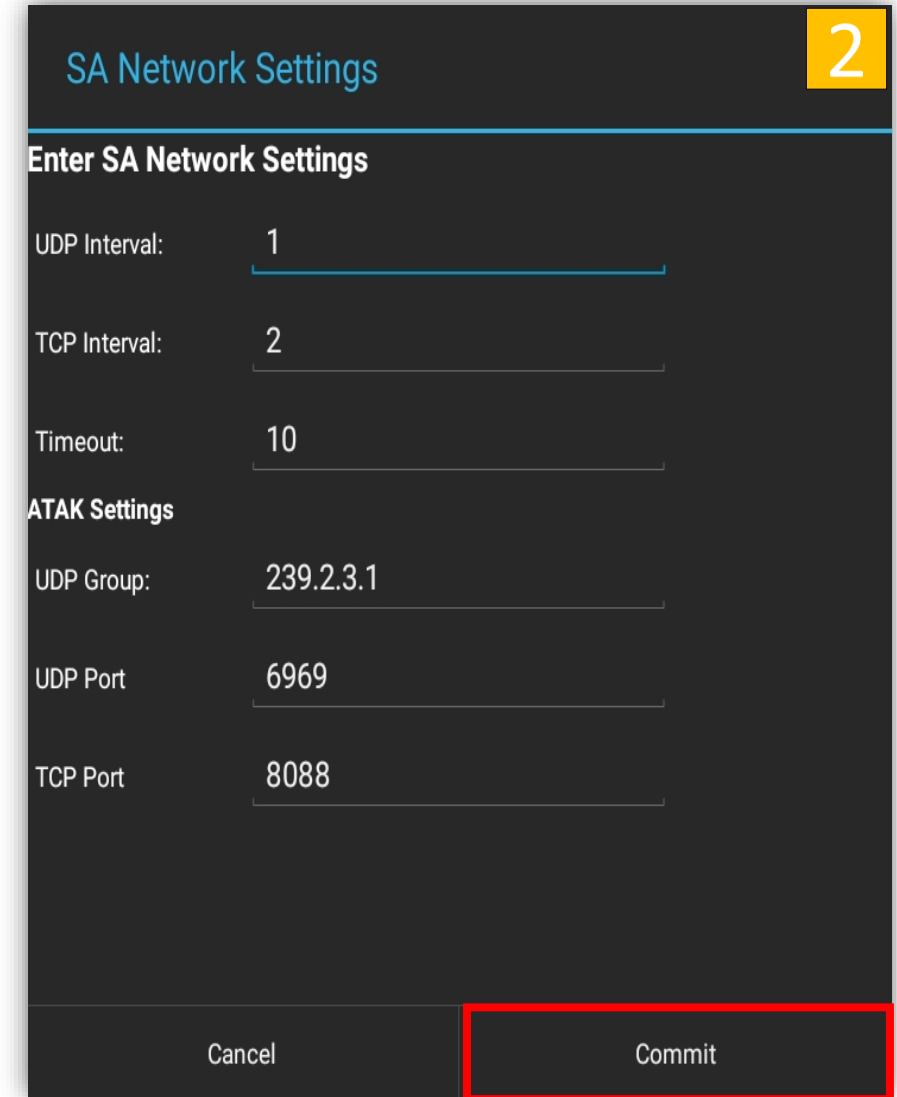 SA Network Settings
2
Enter SA Network Settings
UDP Interval: 1
TCP Interval: 2
Timeout: 10
ATAK Settings
UDP Group: 239.2.3.1
UDP Port 6969
TCP Port 8088
Cancel Commit